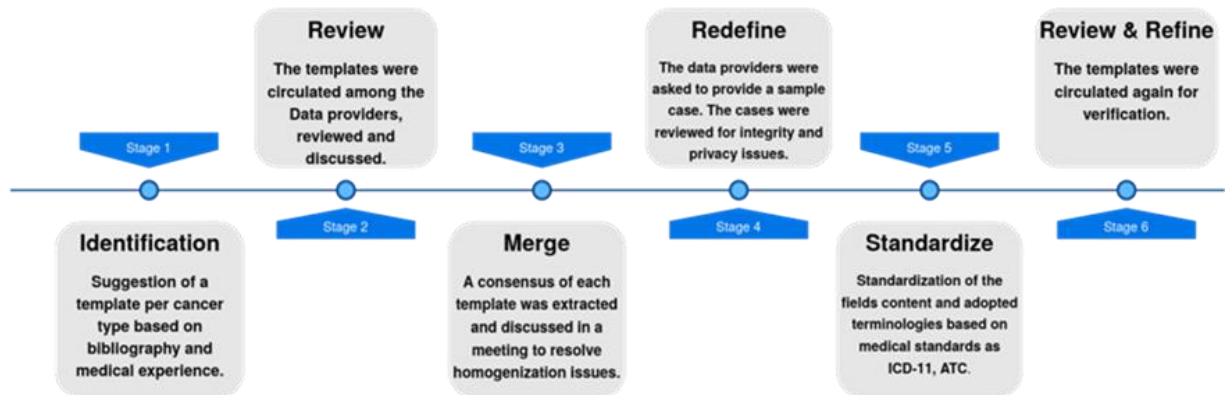 Review
The templates were
circulated among the
Data providers,
reviewed and
discussed.
Redefine
The data providers were
asked to provide a sample
case. The cases were
reviewed for integrity and
privacy issues.
Review & Refine
The templates were
circulated again for
verification.
Stage 1
Stage 3
Stage 5
Stage 2
Stage 4
Stage 6
Identification
Suggestion of a
template per cancer
type based on
bibliography and
medical experience.
Merge
A consensus of each
template was extracted
and discussed in a
meeting to resolve
homogenization issues.
Standardize
Standardization of the
fields content and adopted
terminologies based on
medical standards as
ICD-11, ATC.